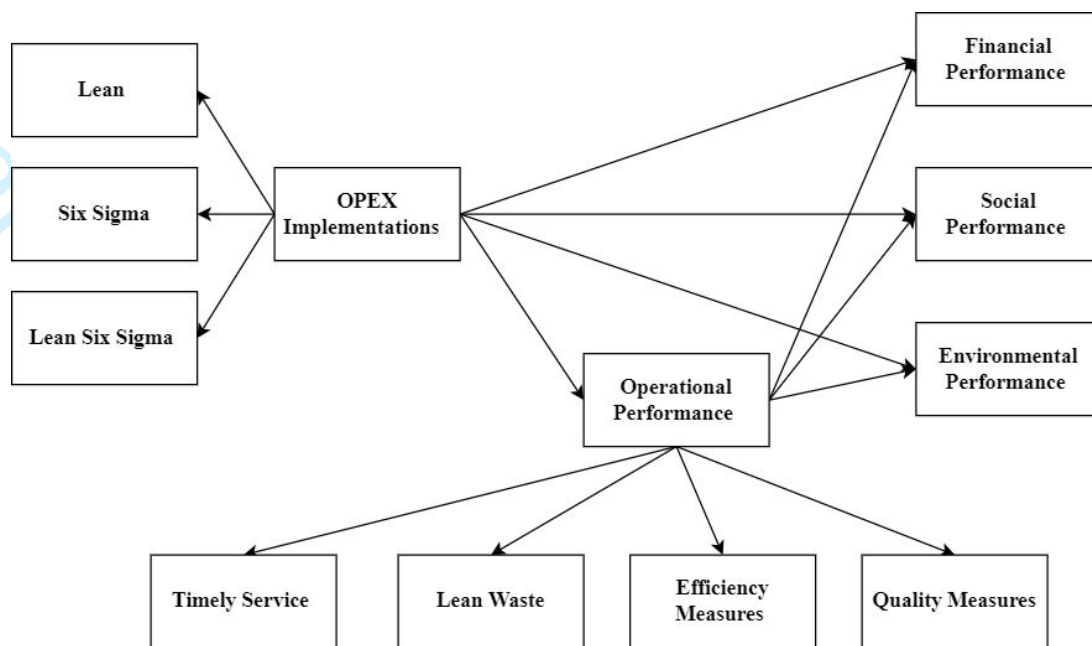 Financial
Performance
Lean
Six Sigma
OPEX
Implementations
Social
Performance
Lean Six Sigma
Operational
Performance
Environmental
Performance
Timely Service
Lean Waste
Efficiency
Measures
Quality Measures